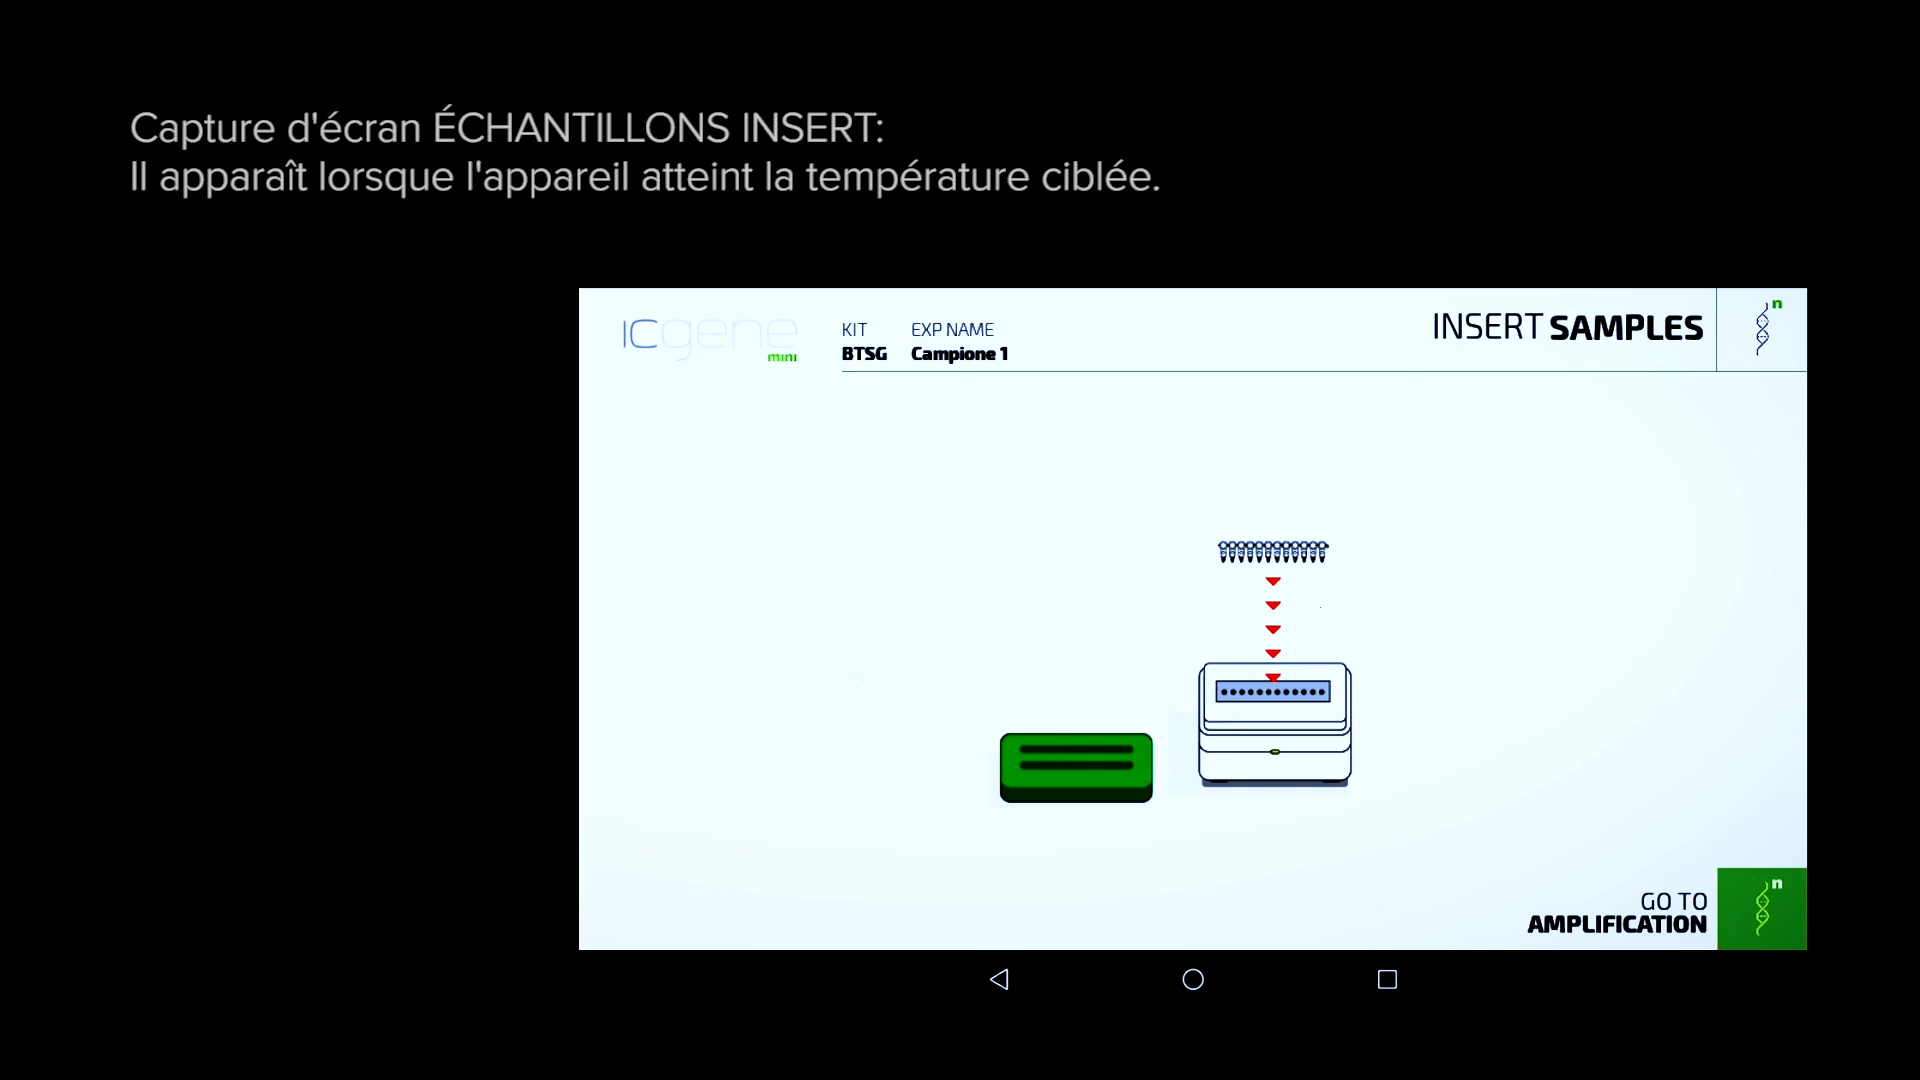 Capture d'écran ÉCHANTILLONS INSERT:
Il apparaît lorsque l'appareil atteint la température ciblée.
icgene mini
KIT
BTSG
EXP NAME
Campione 1
INSERT SAMPLES
n
GO TO
AMPLIFICATION
n